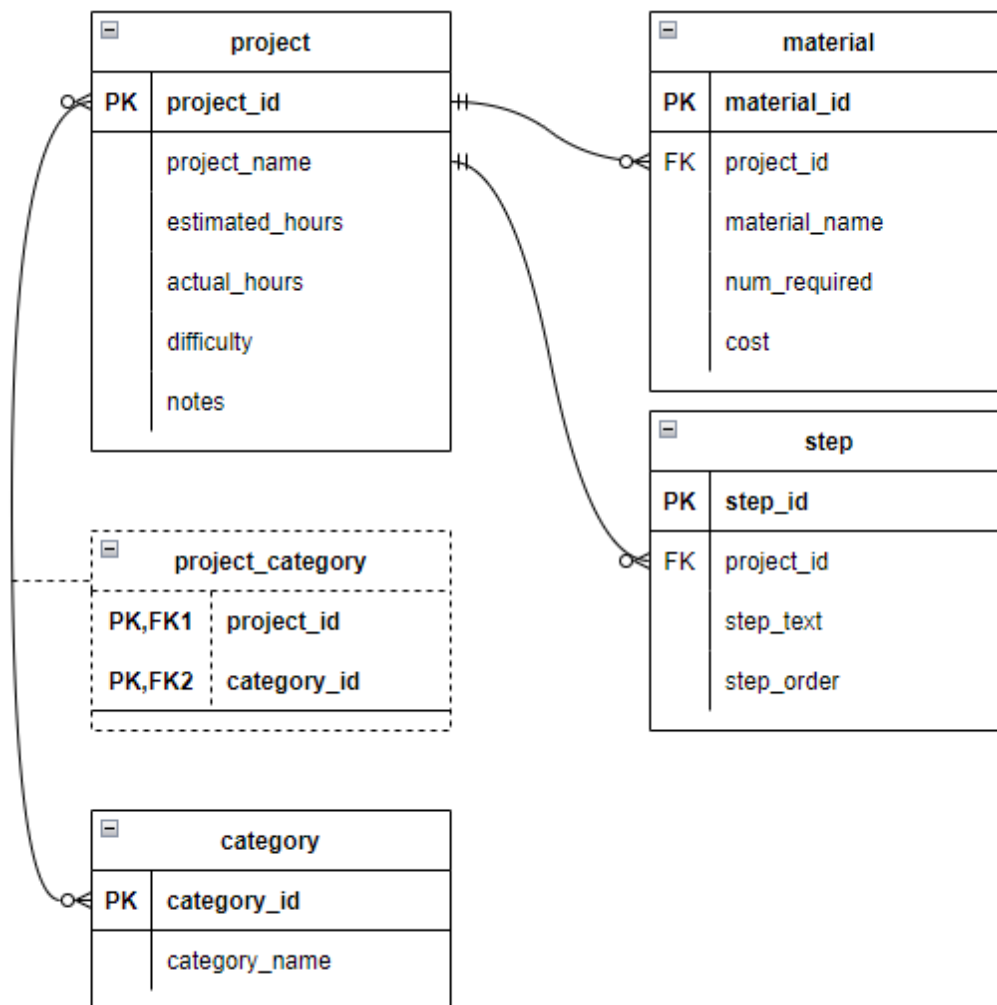 project
PK project_id
project_name
estimated_hours
actual_hours
difficulty
notes
material
PK material_id
FK project_id
material_name
num_required
cost
step
PK step_id
FK project_id
step_text
step_order
project_category
PK,FK1 project_id
PK,FK2 category_id
category
PK category_id
category_name